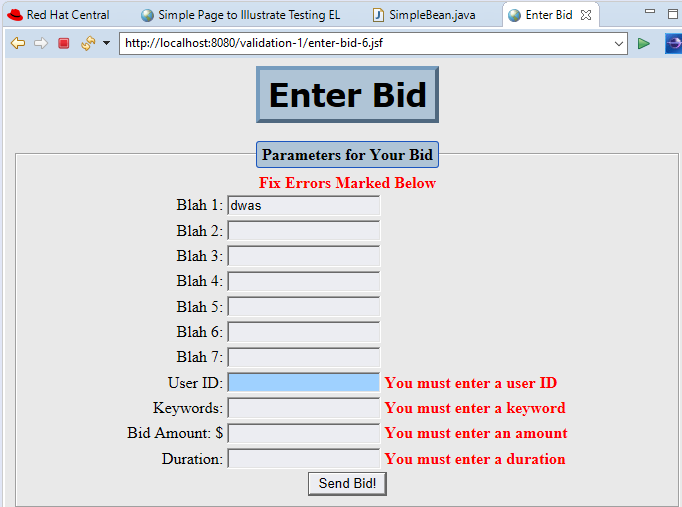 Red Hat Central Simple Page to Illustrate Testing EL SimpleBean.java Enter Bid
http://localhost:8080/validation-1/enter-bid-6.jsf
Enter Bid
Parameters for Your Bid
Fix Errors Marked Below
Blah 1: dwas
Blah 2:
Blah 3:
Blah 4:
Blah 5:
Blah 6:
Blah 7:
User ID: You must enter a user ID
Keywords: You must enter a keyword
Bid Amount: $ You must enter an amount
Duration: You must enter a duration
Send Bid!